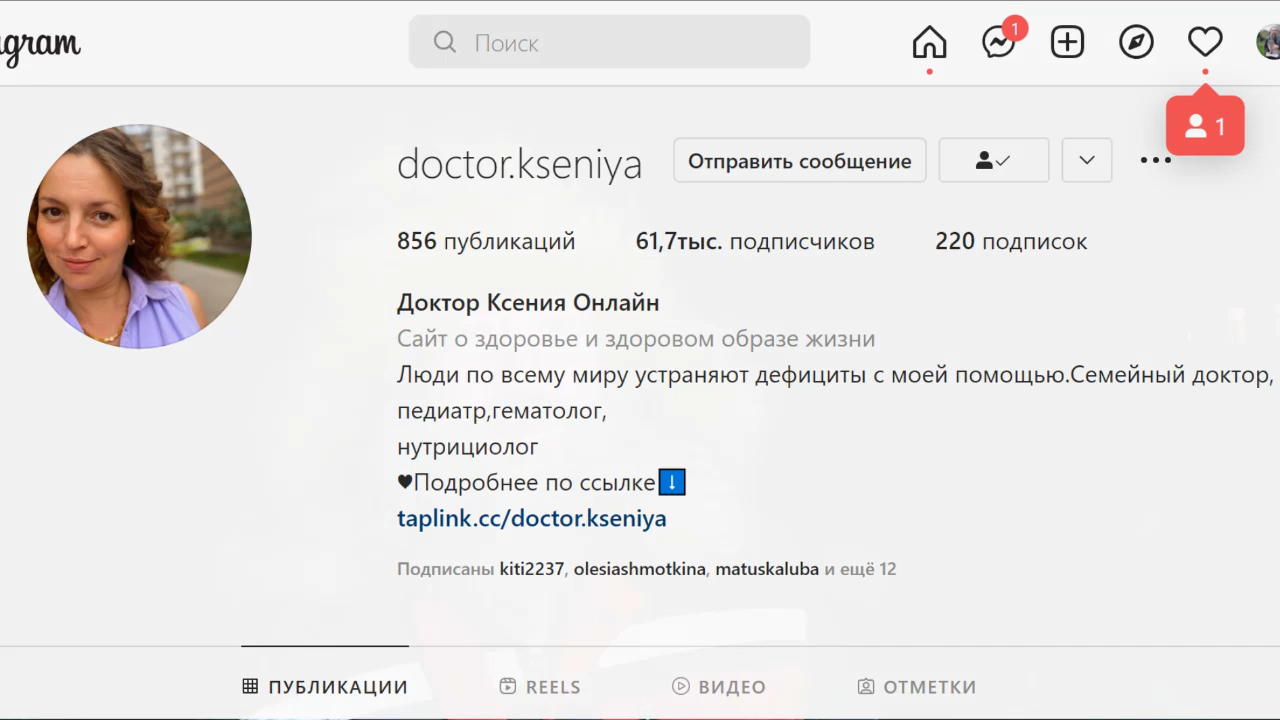 gram
Поиск
1
1
doctor.kseniya
Отправить сообщение
856 публикаций 61,7тыс. подписчиков 220 подписок
Доктор Ксения Онлайн
Сайт о здоровье и здоровом образе жизни
Люди по всему миру устраняют дефициты с моей помощью.Семейный доктор,
педиатр,гематолог,
нутрициолог
♥Подробнее по ссылке⬇
taplink.cc/doctor.kseniya
Подписаны kiti2237, olesiashmotkina, matuskaluba и ещё 12
ПУБЛИКАЦИИ REELS ВИДЕО ОТМЕТКИ